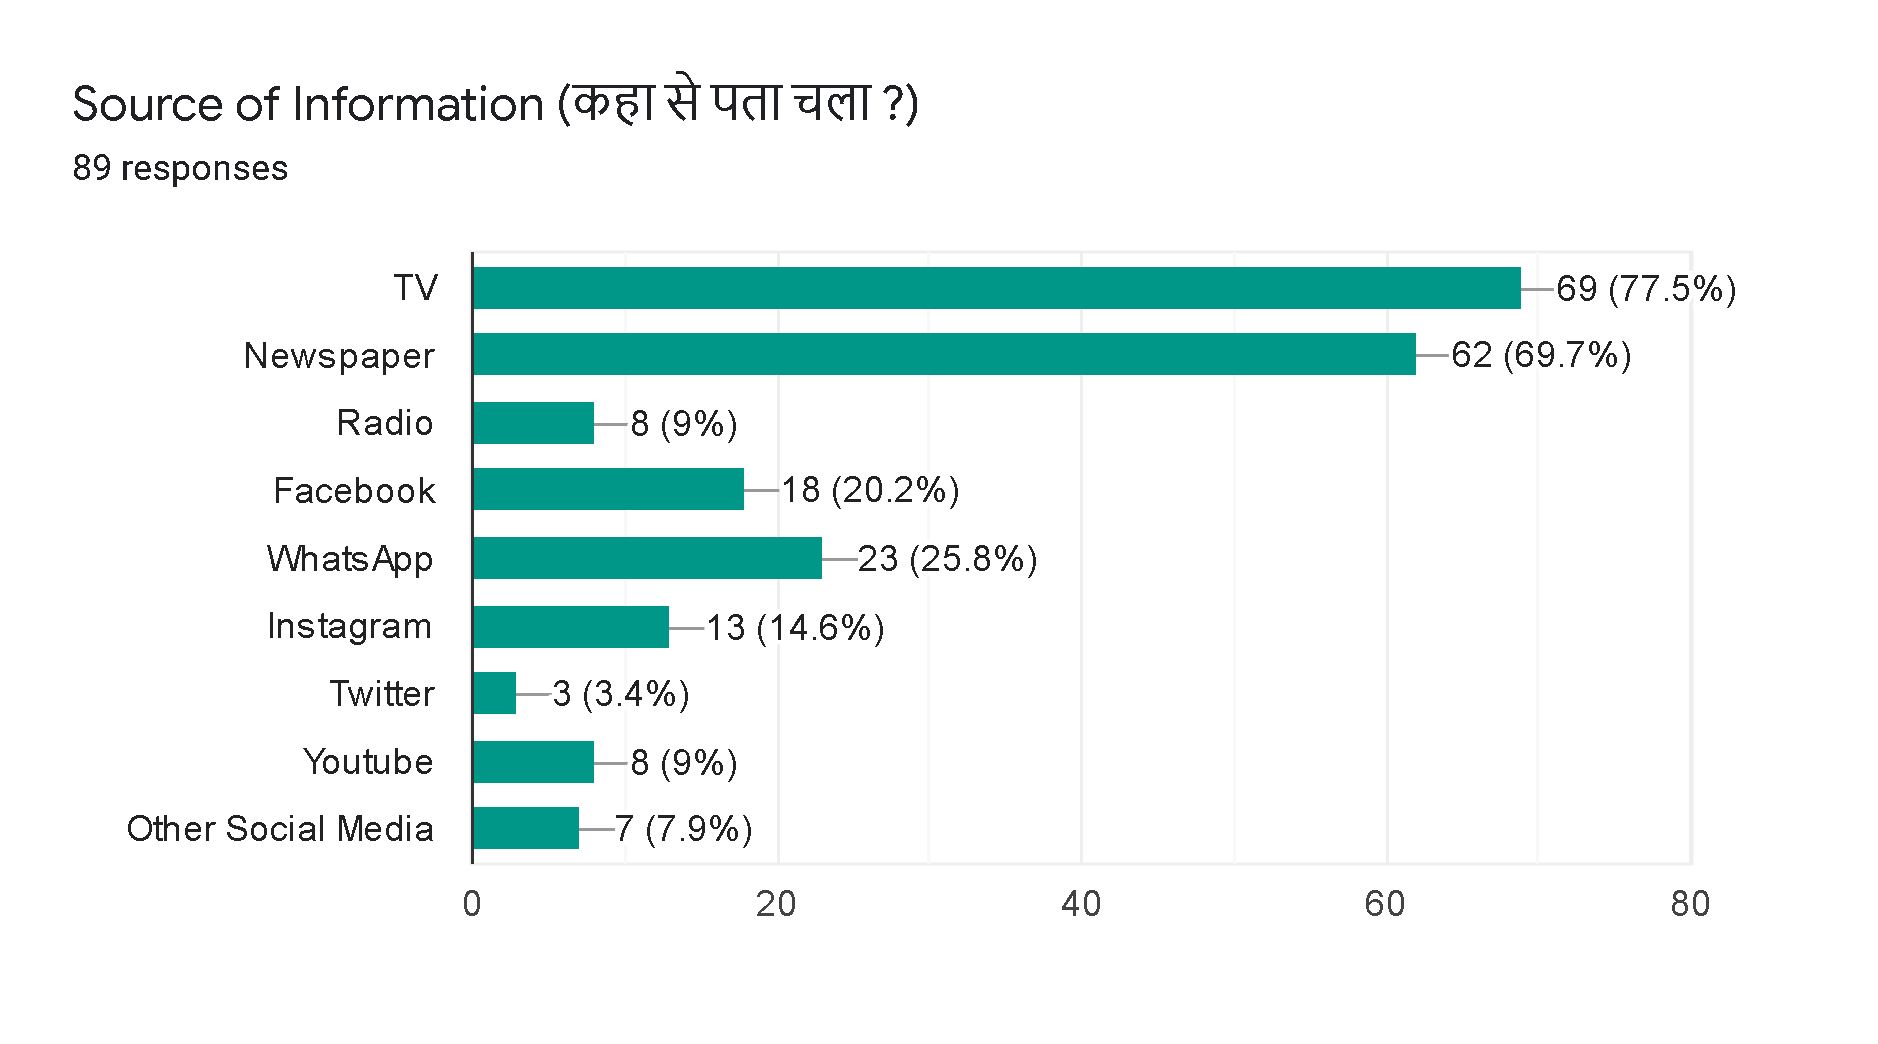 Source of Information (कहा से पता चला ?)
89 responses
TV 69 (77.5%)
Newspaper 62 (69.7%)
Radio 8 (9%)
Facebook 18 (20.2%)
WhatsApp 23 (25.8%)
Instagram 13 (14.6%)
Twitter 3 (3.4%)
Youtube 8 (9%)
Other Social Media 7 (7.9%)
0 20 40 60 80